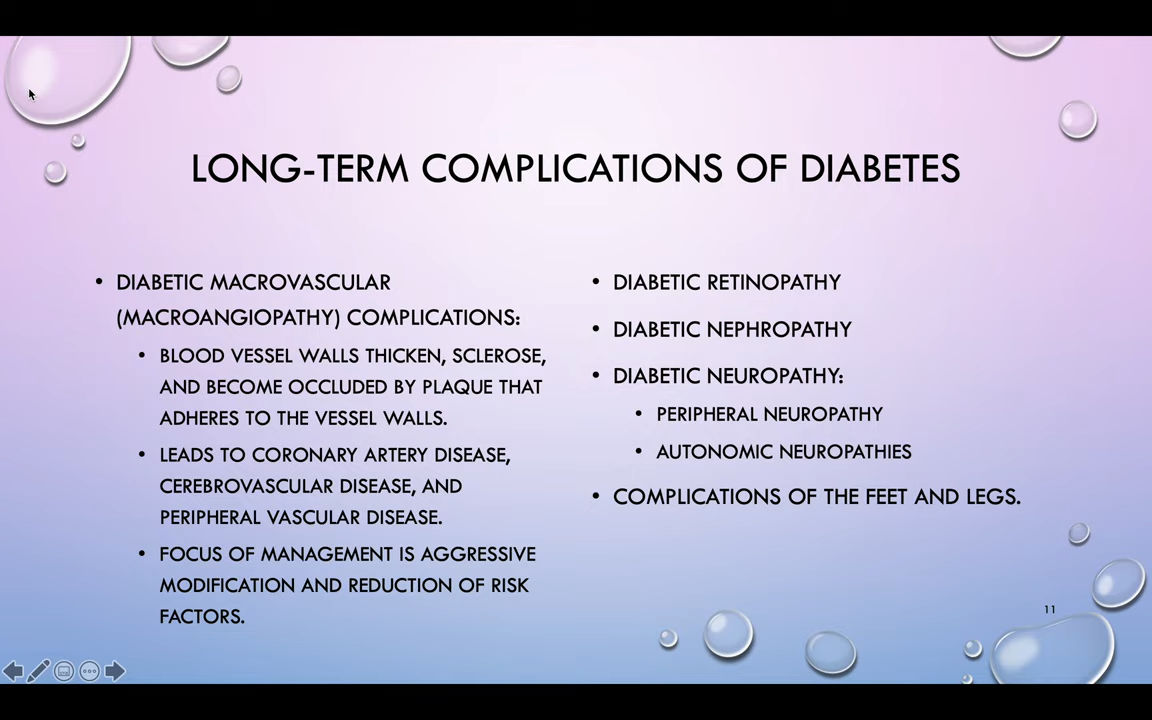 LONG-TERM COMPLICATIONS OF DIABETES
• DIABETIC MACROVASCULAR
(MACROANGIOPATHY) COMPLICATIONS:
• BLOOD VESSEL WALLS THICKEN, SCLEROSE,
AND BECOME OCCLUDED BY PLAQUE THAT
ADHERES TO THE VESSEL WALLS.
• LEADS TO CORONARY ARTERY DISEASE,
CEREBROVASCULAR DISEASE, AND
PERIPHERAL VASCULAR DISEASE.
• FOCUS OF MANAGEMENT IS AGGRESSIVE
MODIFICATION AND REDUCTION OF RISK
FACTORS.
• DIABETIC RETINOPATHY
• DIABETIC NEPHROPATHY
• DIABETIC NEUROPATHY:
• PERIPHERAL NEUROPATHY
• AUTONOMIC NEUROPATHIES
• COMPLICATIONS OF THE FEET AND LEGS.
11